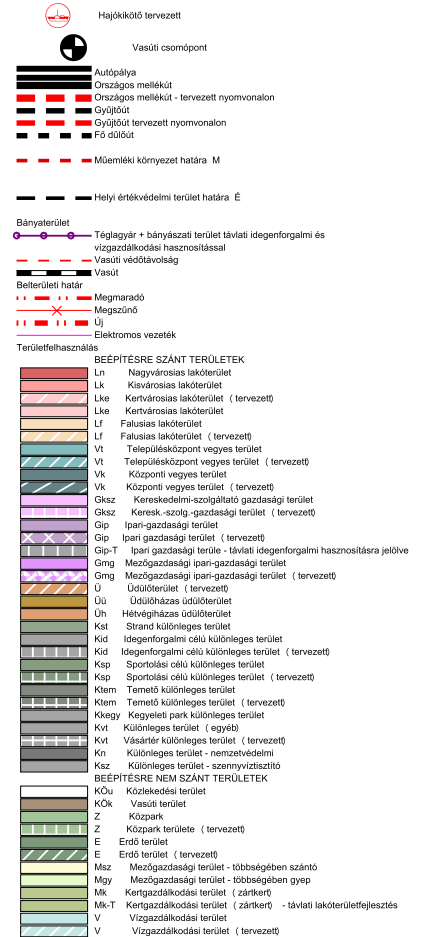 Hajókikötő tervezett
Vasúti csomópont
Autópálya
Országos mellékút
Országos mellékút - tervezett nyomvonalon
Gyűjtőút
Gyűjtőút tervezett nyomvonalon
Fő dűlőút
Műemléki környezet határa M
Helyi értékvédelmi terület határa É
Bányaterület
Téglagyár + bányászati terület távlati idegenforgalmi és
vízgazdálkodási hasznosítással
Vasúti védőtávolság
Vasút
Belterületi határ
Megmaradó
Megszűnő
Új
Elektromos vezeték
Területfelhasználás
BEÉPÍTÉSRE SZÁNT TERÜLETEK
Ln Nagyvárosias lakóterület
Lk Kisvárosias lakóterület
Lke Kertvárosias lakóterület ( tervezett)
Lke Kertvárosias lakóterület
Lf Falusias lakóterület
Lf Falusias lakóterület ( tervezett)
Vt Településközpont vegyes terület
Vt Településközpont vegyes terület ( tervezett)
Vk Központi vegyes terület
Vk Központi vegyes terület ( tervezett)
Gksz Kereskedelmi-szolgáltató gazdasági terület
Gksz Keresk.-szolg.-gazdasági terület ( tervezett)
Gip Ipari-gazdasági terület
Gip Ipari gazdasági terület ( tervezett)
Gip-T Ipari gazdasági terüle - távlati idegenforgalmi hasznosításra jelölve
Gmg Mezőgazdasági ipari-gazdasági terület
Gmg Mezőgazdasági ipari-gazdasági terület ( tervezett)
Ü Üdülőterület ( tervezett)
Üü Üdülőházas üdülőterület
Üh Hétvégiházas üdülőterület
Kst Strand különleges terület
Kid Idegenforgalmi célú különleges terület
Kid Idegenforgalmi célú különleges terület ( tervezett)
Ksp Sportolási célú különleges terület
Ksp Sportolási célú különleges terület ( tervezett)
Ktem Temető különleges terület
Ktem Temető különleges terület ( tervezett)
Kkegy Kegyeleti park különleges terület
Kvt Különleges terület ( egyéb)
Kvt Vásártér különleges terület ( tervezett)
Kn Különleges terület - nemzetvédelmi
Ksz Különleges terület - szennyvíztisztító
BEÉPÍTÉSRE NEM SZÁNT TERÜLETEK
KÖu Közlekedési terület
KÖk Vasúti terület
Z Közpark
Z Közpark területe ( tervezett)
E Erdő terület
E Erdő terület ( tervezett)
Msz Mezőgazdasági terület - többségében szántó
Mgy Mezőgazdasági terület - többségében gyep
Mk Kertgazdálkodási terület ( zártkert)
Mk-T Kertgazdálkodási terület ( zártkert) - távlati lakóterületfejlesztés
V Vízgazdálkodási terület
V Vízgazdálkodási terület ( tervezett)